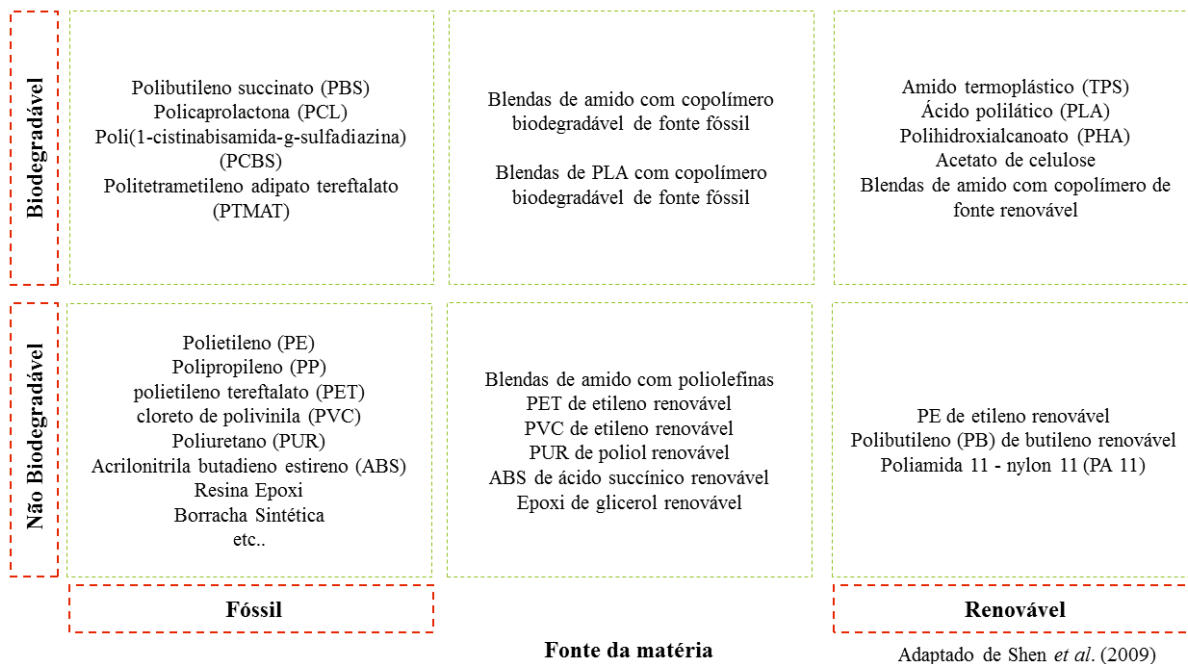 Biodegradável
Polibutileno succinato (PBS)
Policaprolactona (PCL)
Poli(1-cistinabisamida-g-sulfadiazina)
(PCBS)
Politetrametileno adipato tereftalato
(PTMAT)
Blendas de amido com copolímero
biodegradável de fonte fóssil
Blendas de PLA com copolímero
biodegradável de fonte fóssil
Amido termoplástico (TPS)
Ácido polilático (PLA)
Polihidroxialcanoato (PHA)
Acetato de celulose
Blendas de amido com copolímero de
fonte renovável
Não Biodegradável
Polietileno (PE)
Polipropileno (PP)
polietileno tereftalato (PET)
cloreto de polivinila (PVC)
Poliuretano (PUR)
Acrilonitrila butadieno estireno (ABS)
Resina Epoxi
Borracha Sintética
etc..
Blendas de amido com poliolefinas
PET de etileno renovável
PVC de etileno renovável
PUR de poliol renovável
ABS de ácido succínico renovável
Epoxi de glicerol renovável
PE de etileno renovável
Polibutileno (PB) de butileno renovável
Poliamida 11 - nylon 11 (PA 11)
Fóssil
Renovável
Fonte da matéria
Adaptado de Shen et al. (2009)